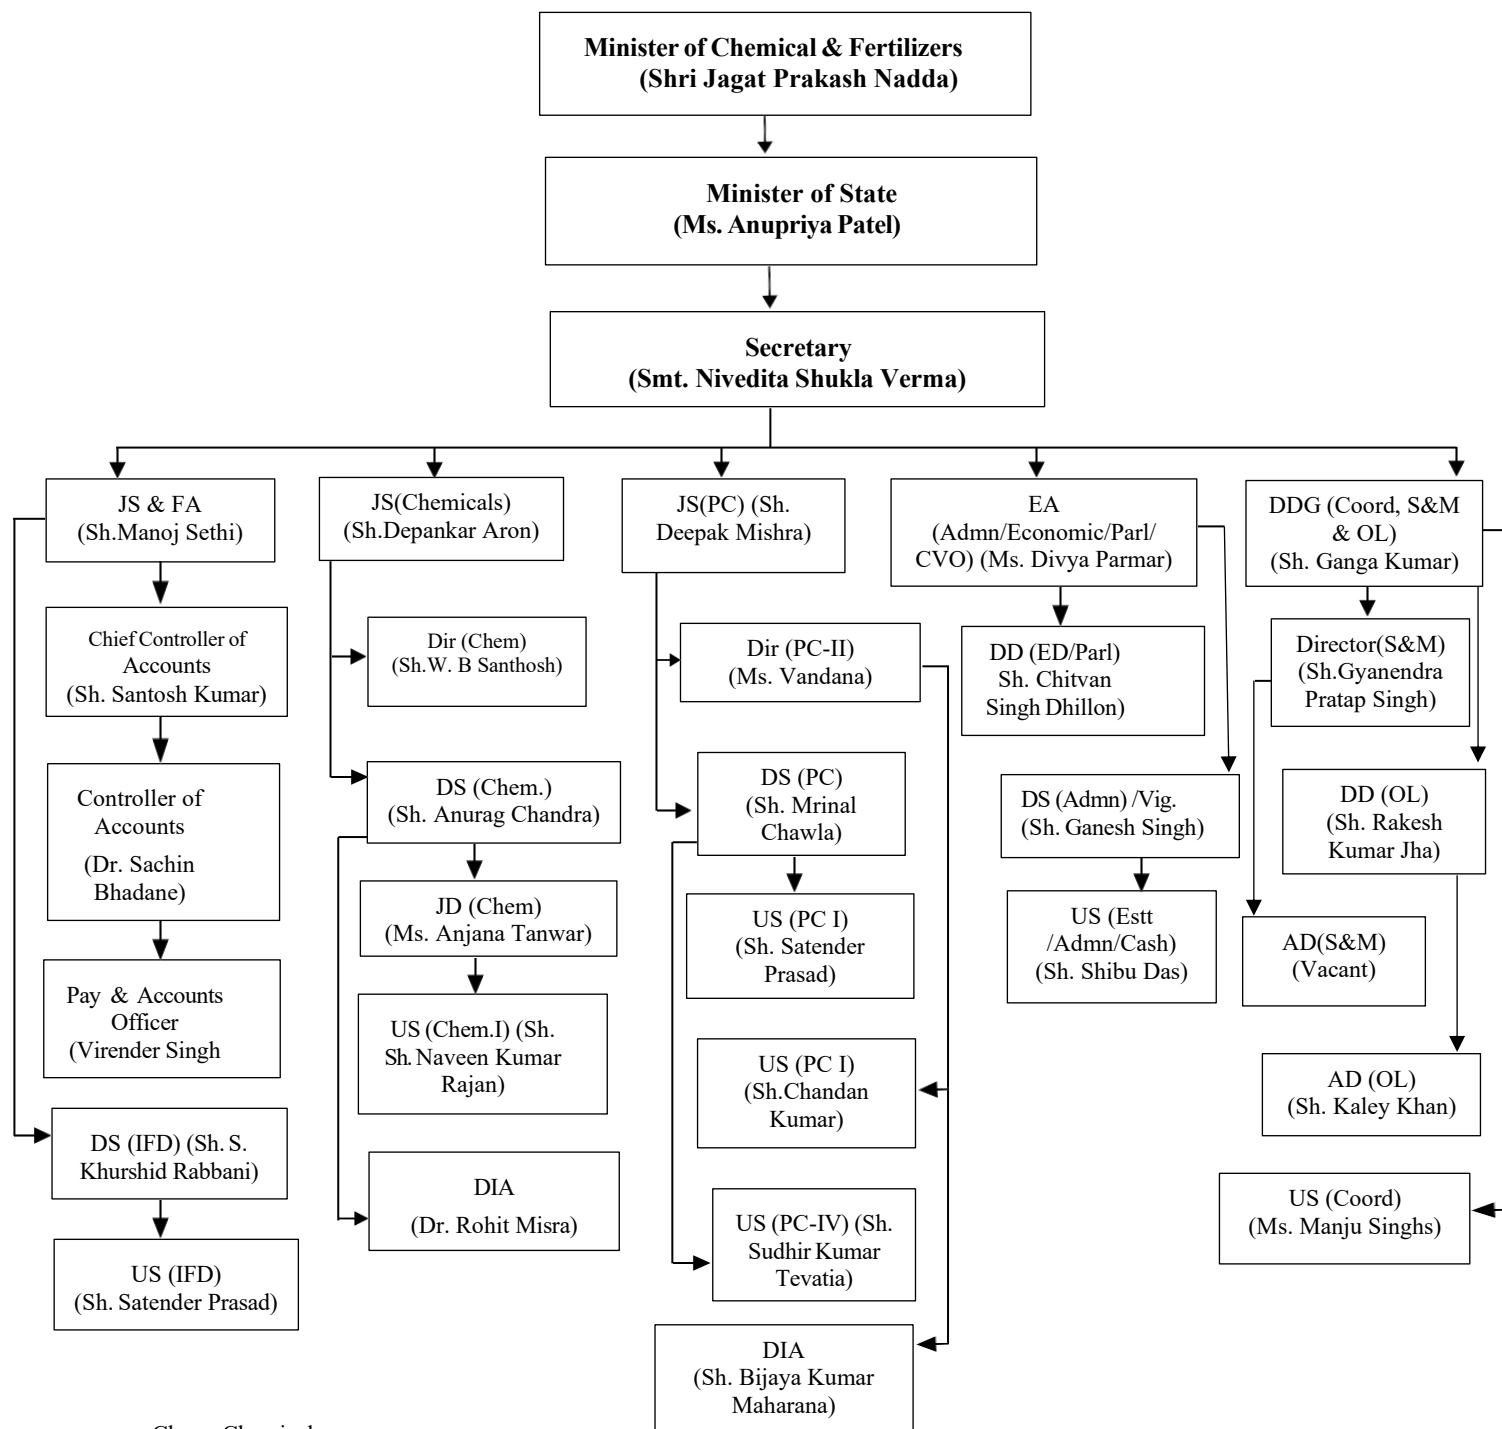 Minister of Chemical & Fertilizers
(Shri Jagat Prakash Nadda)
Minister of State
(Ms. Anupriya Patel)
Secretary
(Smt. Nivedita Shukla Verma)
JS & FA
(Sh.Manoj Sethi)
Chief Controller of
Accounts
(Sh. Santosh Kumar)
Controller of
Accounts
(Dr. Sachin
Bhadane)
Pay & Accounts
Officer
(Virender Singh
DS (IFD) (Sh. S.
Khurshid Rabbani)
US (IFD)
(Sh. Satender Prasad)
JS(Chemicals)
(Sh.Depankar Aron)
Dir (Chem)
(Sh.W. B Santhosh)
DS (Chem.)
(Sh. Anurag Chandra)
JD (Chem)
(Ms. Anjana Tanwar)
US (Chem.I) (Sh.
Sh. Naveen Kumar
Rajan)
DIA
(Dr. Rohit Misra)
JS(PC) (Sh.
Deepak Mishra)
Dir (PC-II)
(Ms. Vandana)
DS (PC)
(Sh. Mrinal
Chawla)
US (PC I)
(Sh. Satender
Prasad)
US (PC I)
(Sh.Chandan
Kumar)
US (PC-IV) (Sh.
Sudhir Kumar
Tevatia)
DIA
(Sh. Bijaya Kumar
Maharana)
EA
(Admn/Economic/Parl/
CVO) (Ms. Divya Parmar)
DD (ED/Parl)
Sh. Chitvan
Singh Dhillon)
DS (Admn) /Vig.
(Sh. Ganesh Singh)
US (Estt
/Admn/Cash)
(Sh. Shibu Das)
DDG (Coord, S&M
& OL)
(Sh. Ganga Kumar)
Director(S&M)
(Sh.Gyanendra
Pratap Singh)
DD (OL)
(Sh. Rakesh
Kumar Jha)
AD(S&M)
(Vacant)
AD (OL)
(Sh. Kaley Khan)
US (Coord)
(Ms. Manju Singhs)